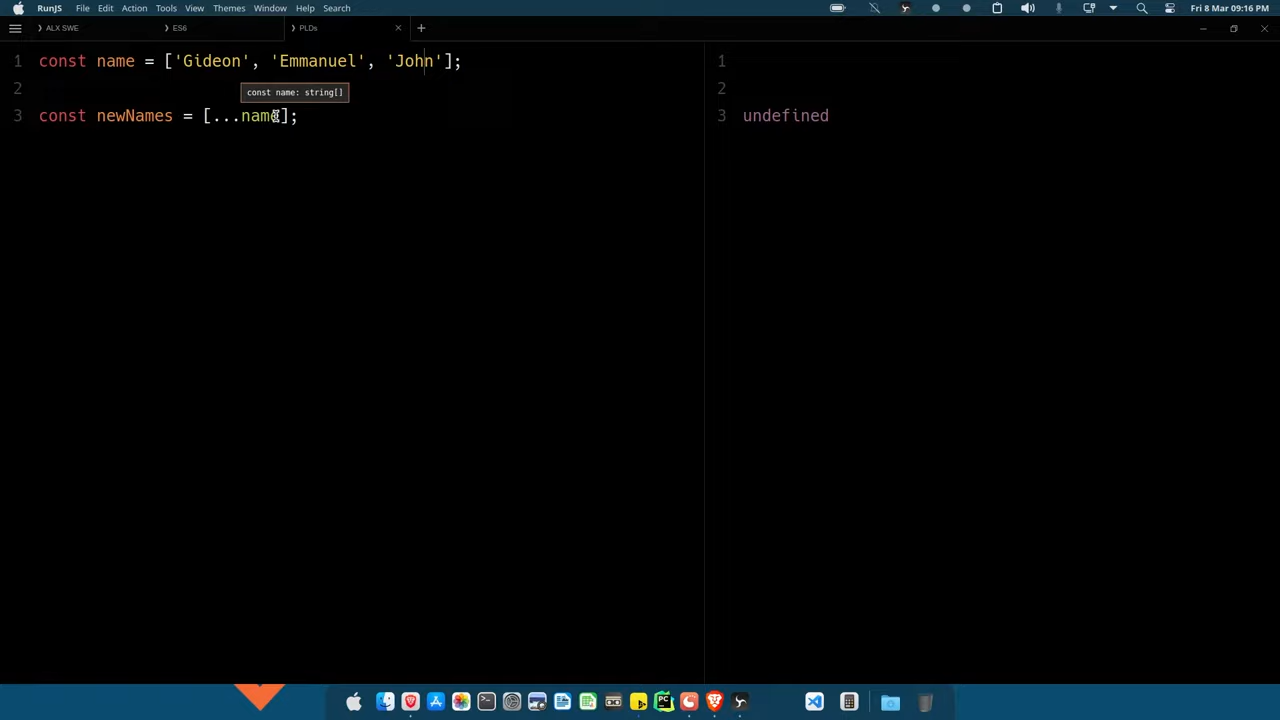 RunJS File Edit Action Tools View Themes Window Help Search Fri 8 Mar 09:16 PM
ALX SWE ES6 PLDs
1 const name = ['Gideon', 'Emmanuel', 'John'];
2
const name: string[]
3 const newNames = [...name];
1
2
3 undefined
PC